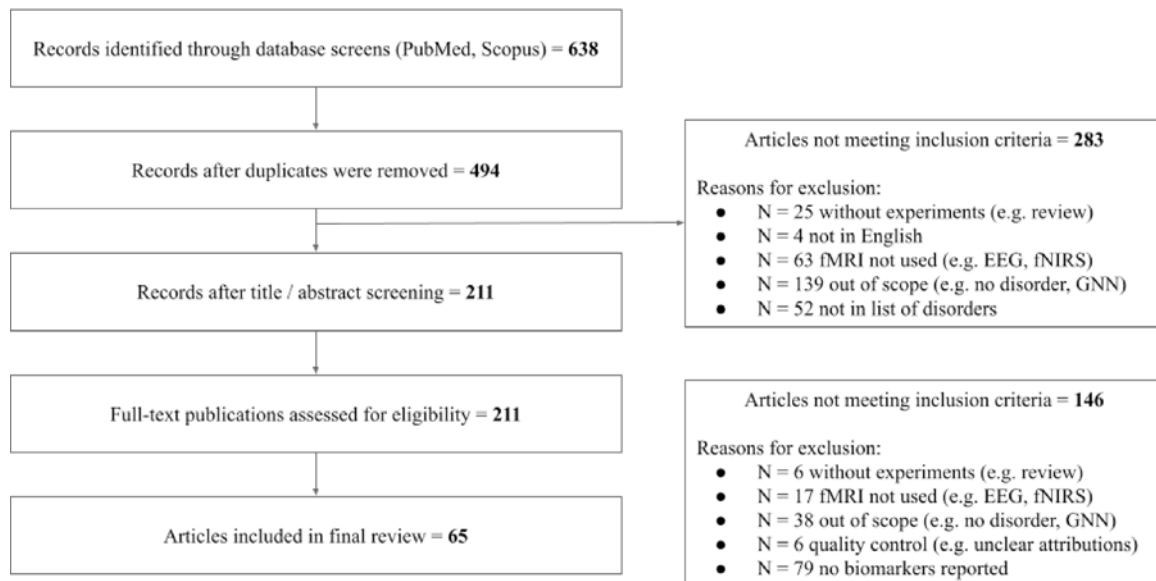 Records identified through database screens (PubMed, Scopus) = 638
Records after duplicates were removed = 494
Articles not meeting inclusion criteria = 283
Reasons for exclusion:
● N = 25 without experiments (e.g. review)
● N = 4 not in English
● N = 63 fMRI not used (e.g. EEG, fNIRS)
● N = 139 out of scope (e.g. no disorder, GNN)
● N = 52 not in list of disorders
Records after title / abstract screening = 211
Full-text publications assessed for eligibility = 211
Articles not meeting inclusion criteria = 146
Reasons for exclusion:
● N = 6 without experiments (e.g. review)
● N = 17 fMRI not used (e.g. EEG, fNIRS)
● N = 38 out of scope (e.g. no disorder, GNN)
● N = 6 quality control (e.g. unclear attributions)
● N = 79 no biomarkers reported
Articles included in final review = 65